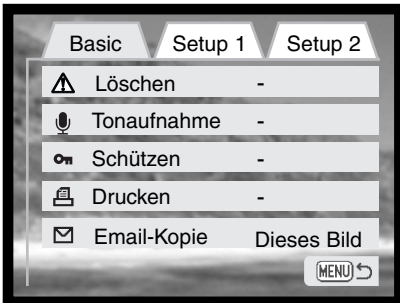 Basic Setup 1 Setup 2
Löschen -
Tonaufnahme -
Schützen -
Drucken -
Email-Kopie Dieses Bild
MENU